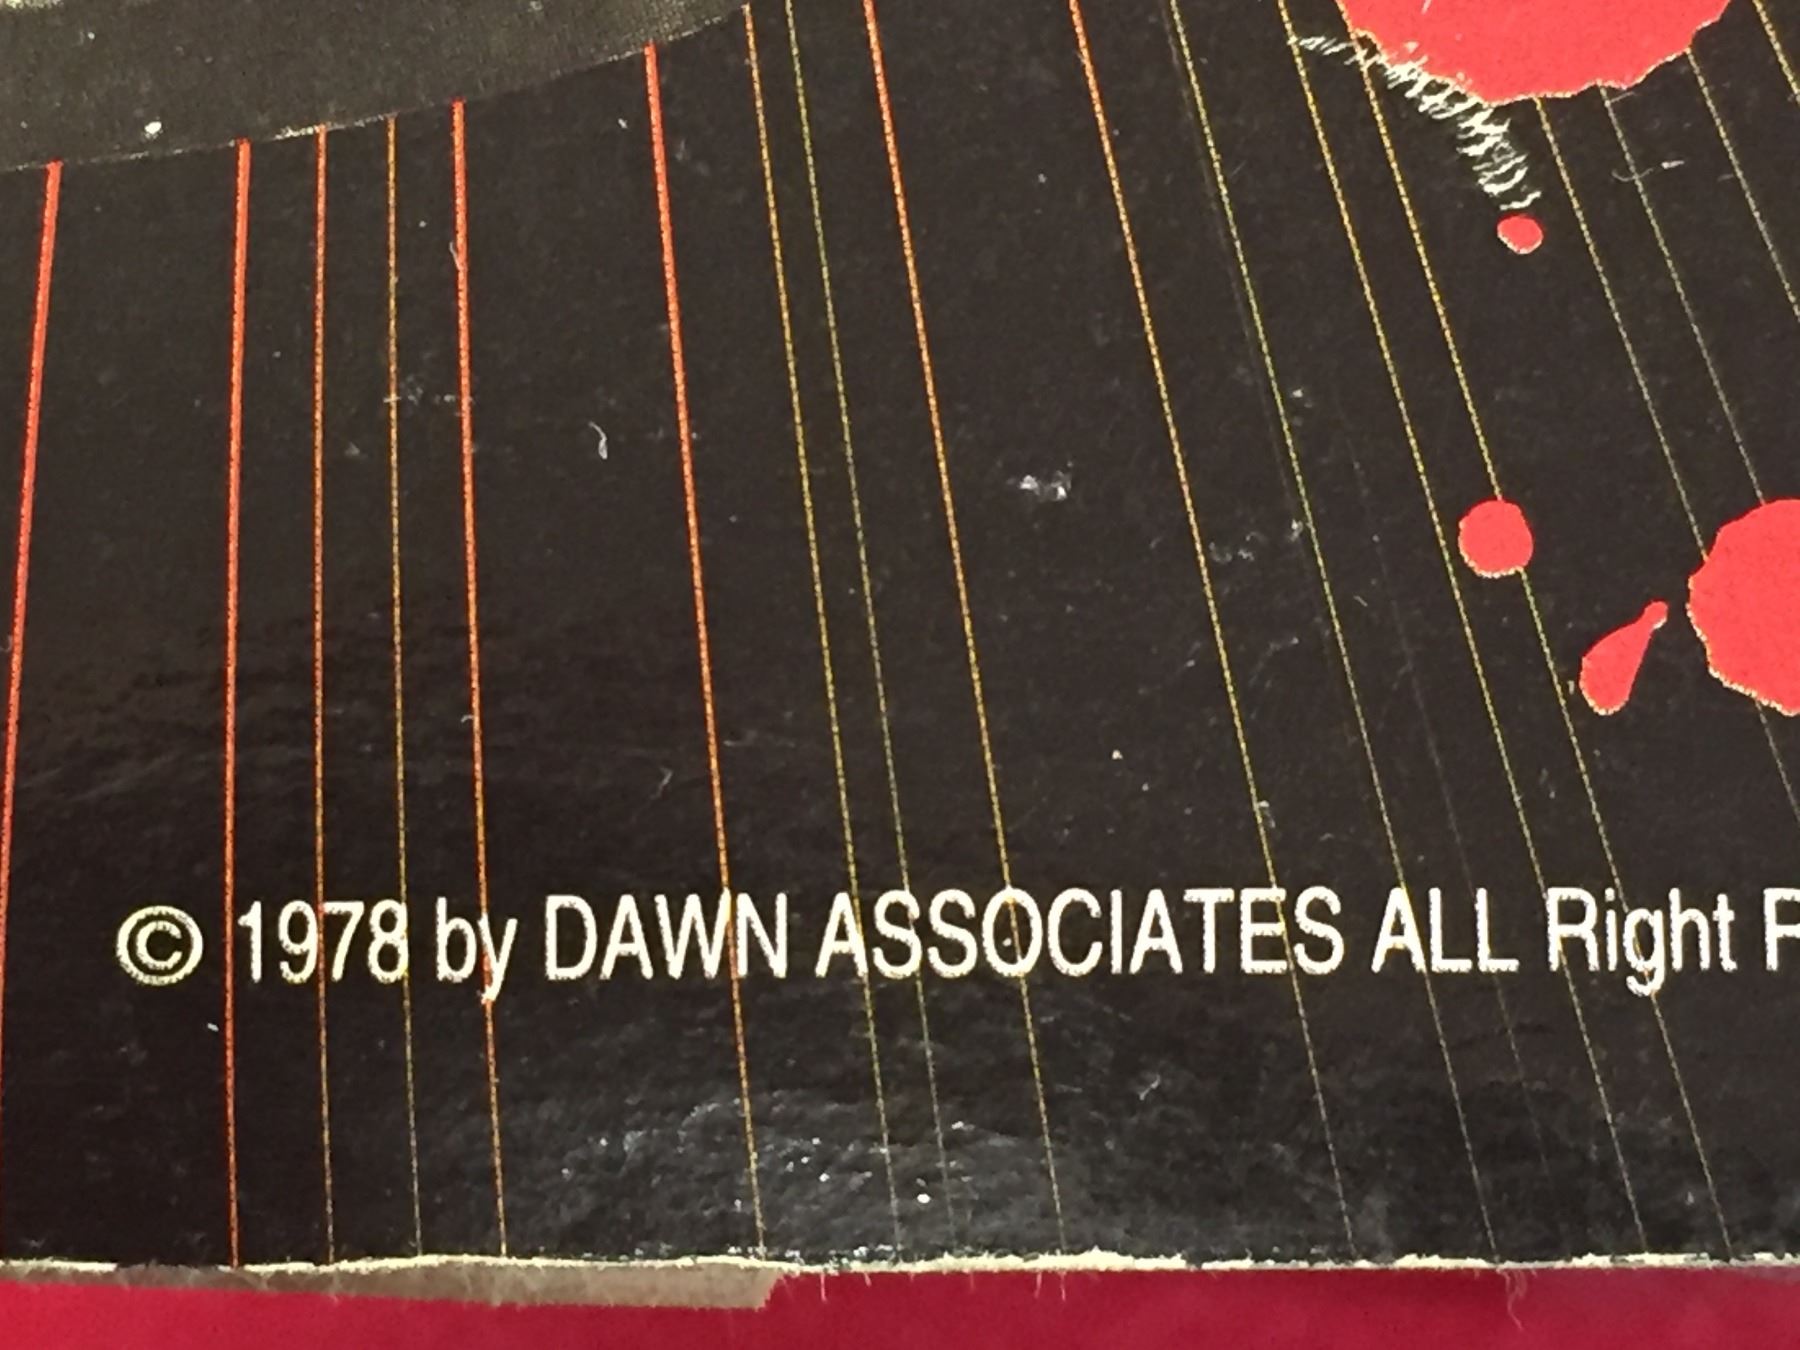 © 1978 by DAWN ASSOCIATES ALL Right